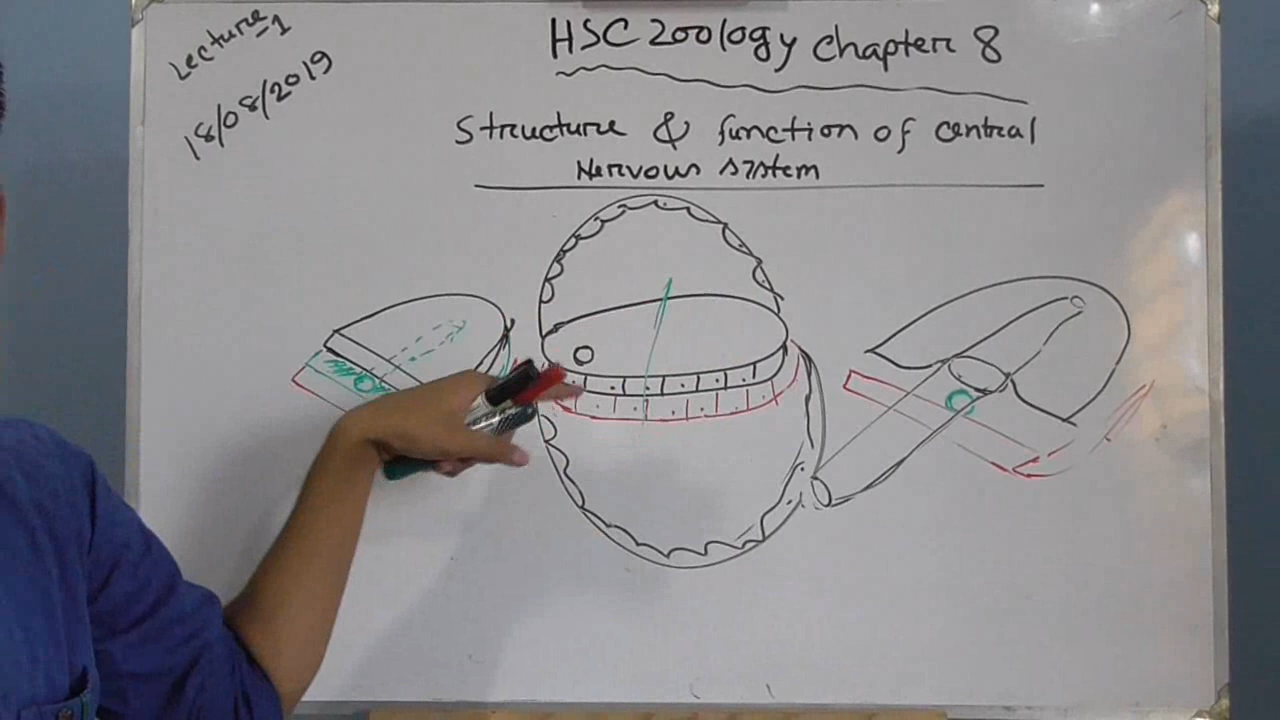 Lecture-1
18/08/2019
HSC Zoology Chapter 8
Structure & function of central
Nervous system